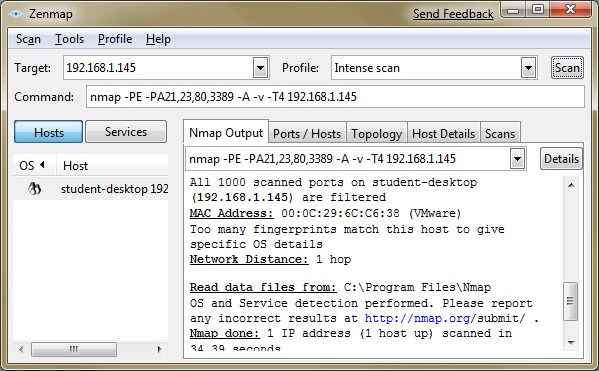 Zenmap
Send Feedback
Scan Tools Profile Help
Target: 192.168.1.145 Profile: Intense scan Scan
Command: nmap -PE -PA21,23,80,3389 -A -v -T4 192.168.1.145
Hosts Services
Nmap Output Ports / Hosts Topology Host Details Scans
OS Host
student-desktop 192
nmap -PE -PA21,23,80,3389 -A -v -T4 192.168.1.145 Details
All 1000 scanned ports on student-desktop
(192.168.1.145) are filtered
MAC Address: 00:0C:29:6C:C6:38 (VMware)
Too many fingerprints match this host to give
specific OS details
Network Distance: 1 hop
Read data files from: C:\Program Files\Nmap
OS and Service detection performed. Please report
any incorrect results at http://nmap.org/submit/ .
Nmap done: 1 IP address (1 host up) scanned in
34.39 seconds